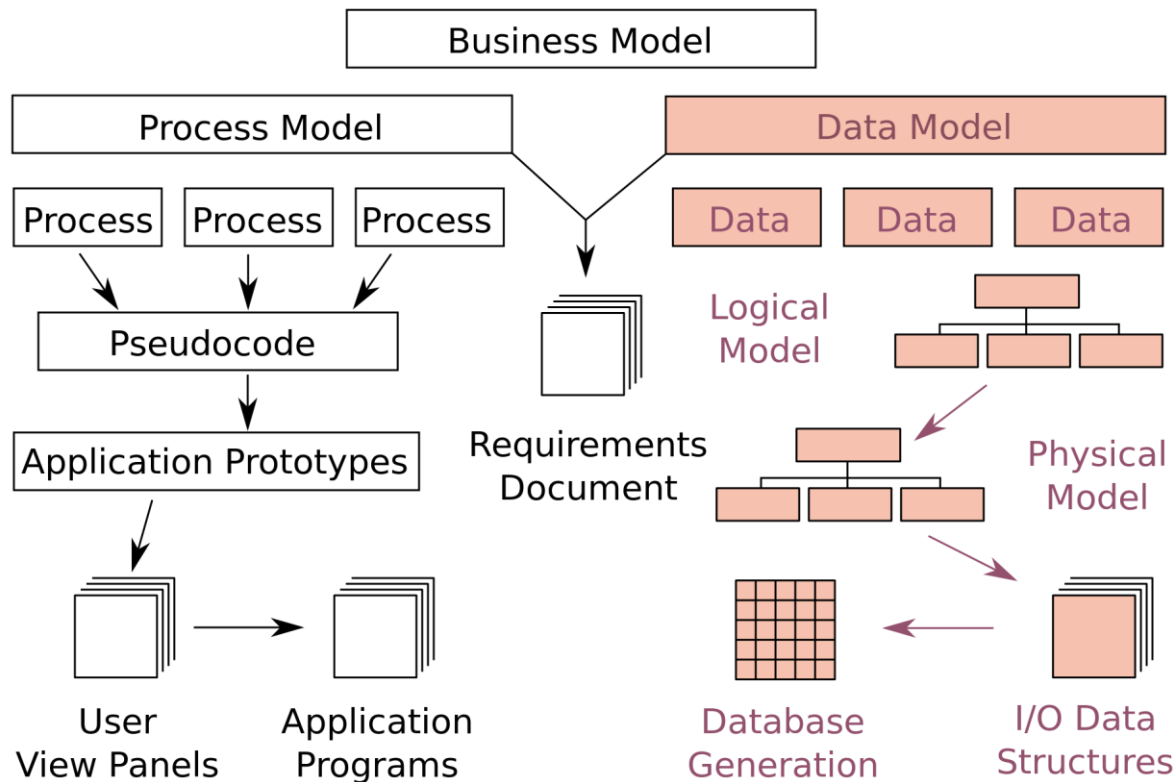 Business Model
Process Model
Data Model
Process
Process
Process
Data
Data
Data
Pseudocode
Logical
Model
Application Prototypes
Requirements
Document
Physical
Model
User
View Panels
Application
Programs
Database
Generation
I/O Data
Structures